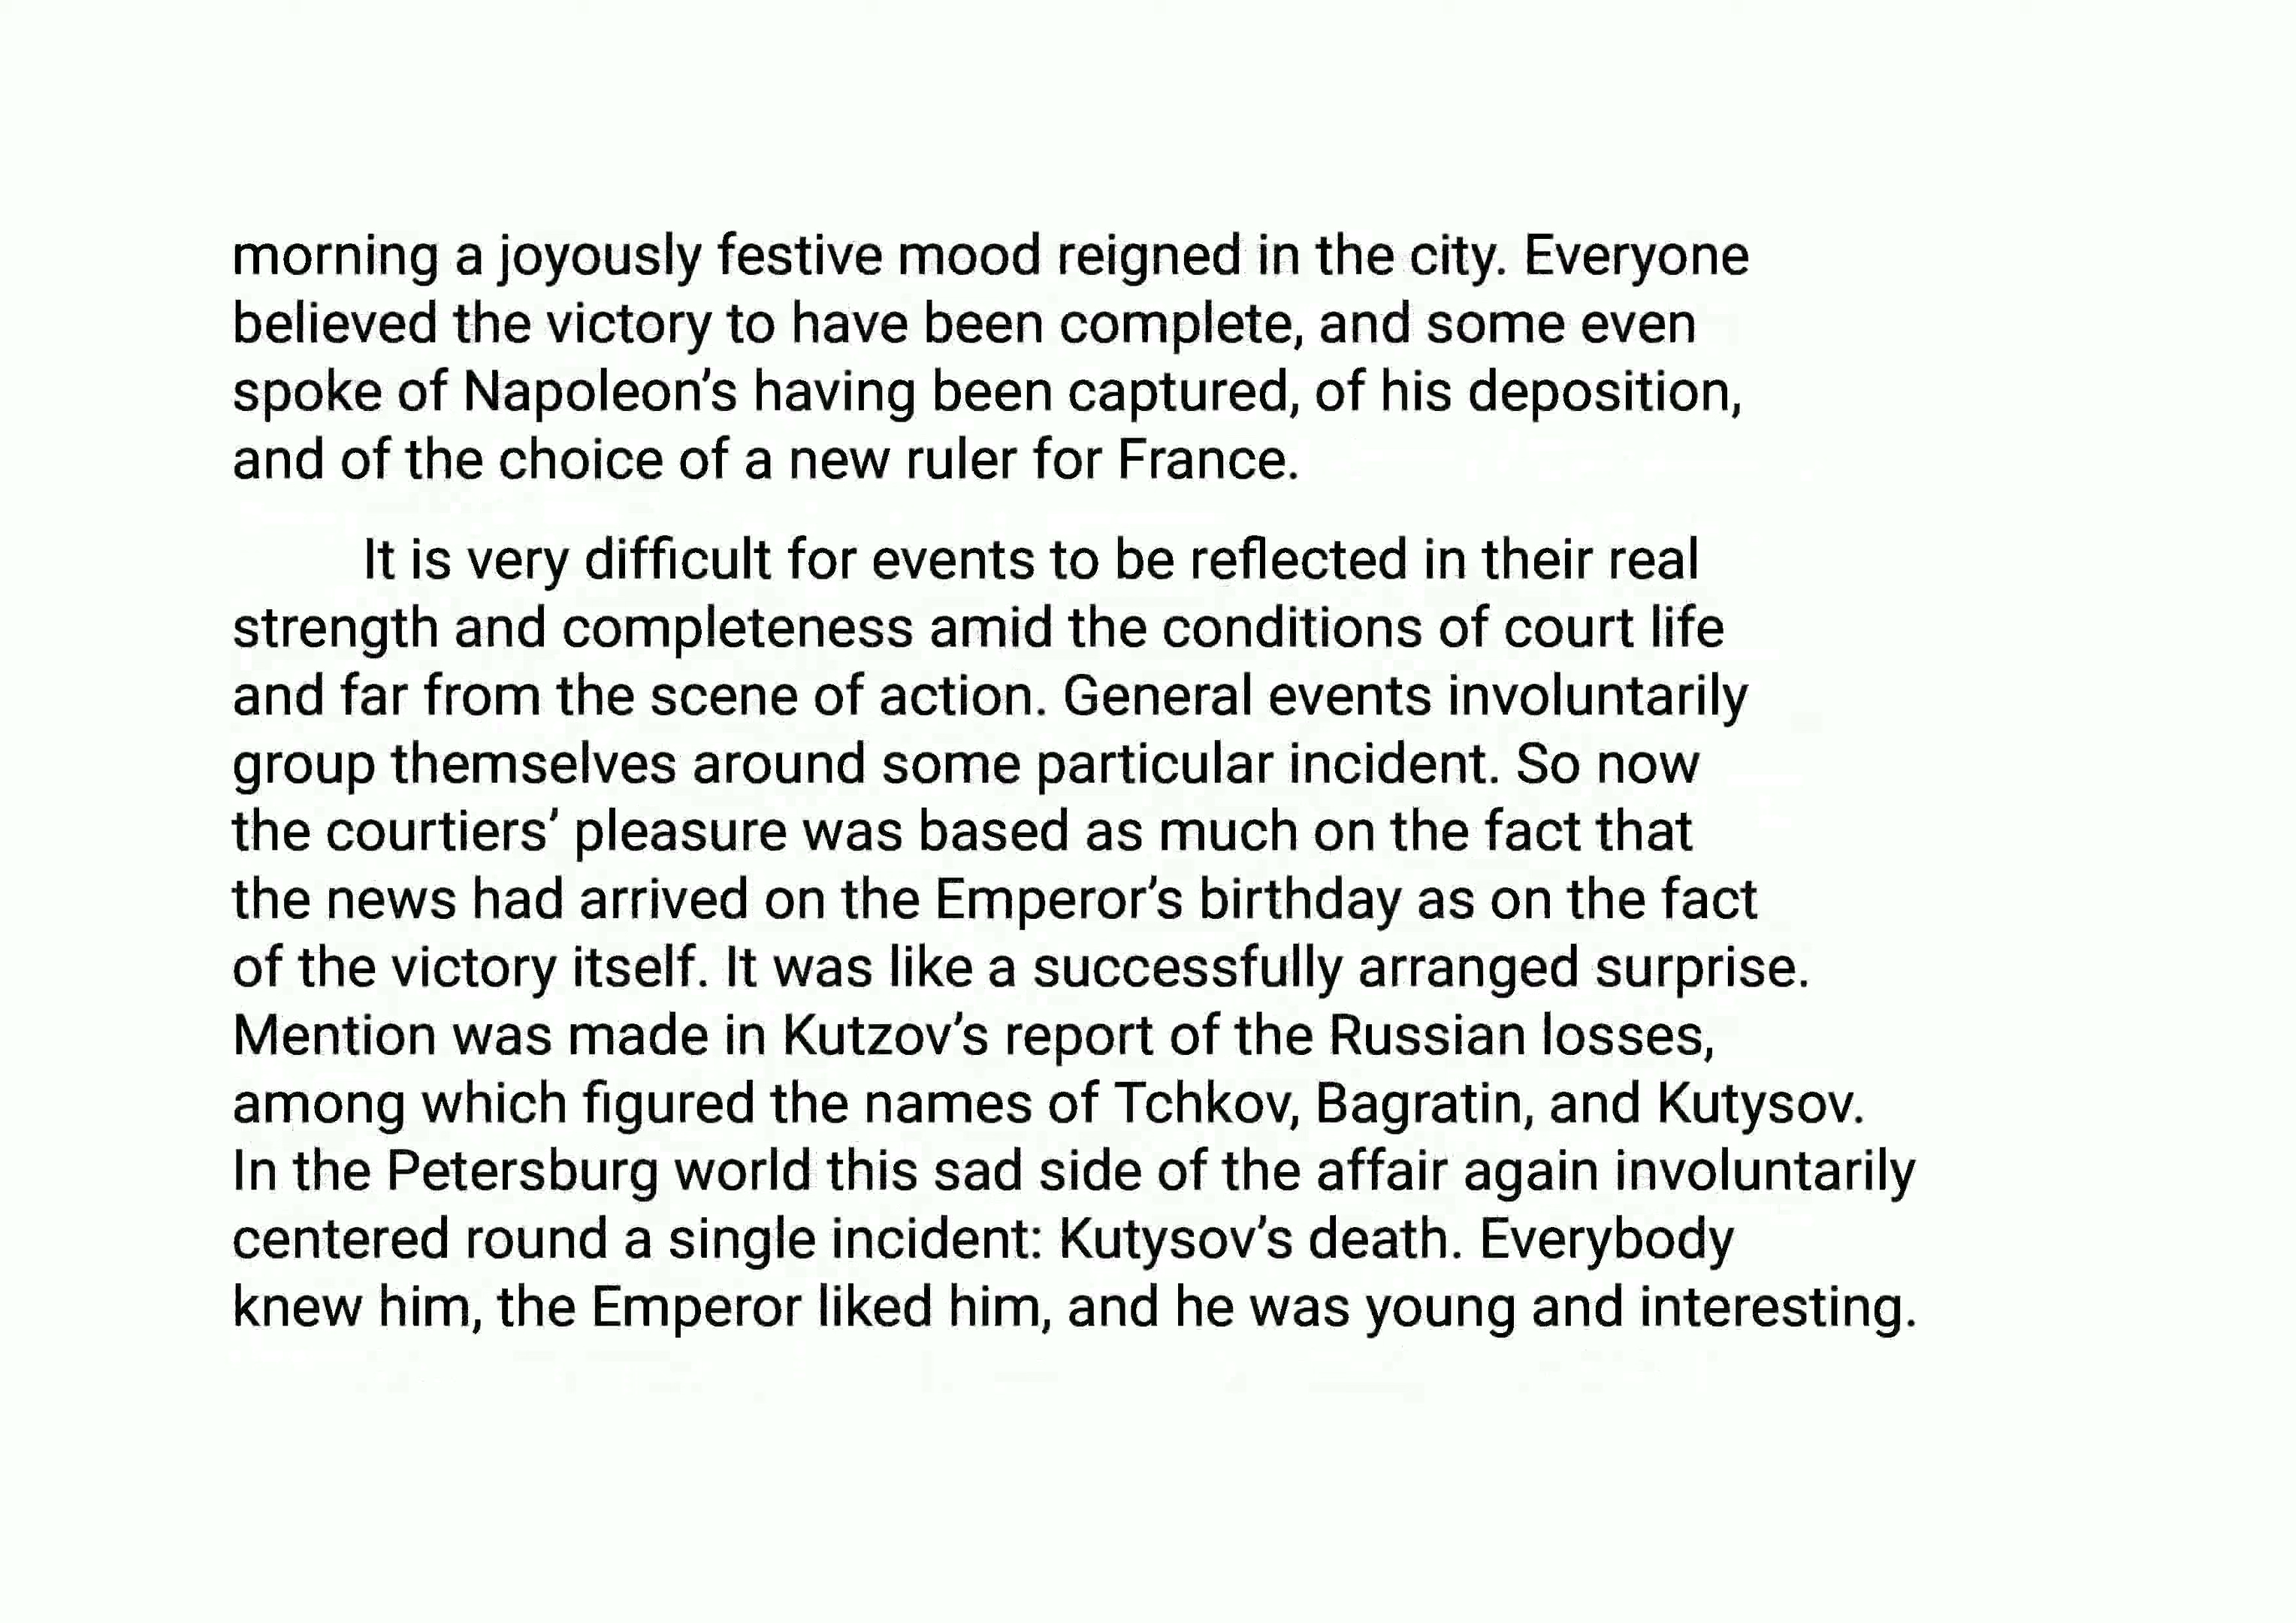 morning a joyously festive mood reigned in the city. Everyone
believed the victory to have been complete, and some even
spoke of Napoleon’s having been captured, of his deposition,
and of the choice of a new ruler for France.
It is very difficult for events to be reflected in their real
strength and completeness amid the conditions of court life
and far from the scene of action. General events involuntarily
group themselves around some particular incident. So now
the courtiers’ pleasure was based as much on the fact that
the news had arrived on the Emperor’s birthday as on the fact
of the victory itself. It was like a successfully arranged surprise.
Mention was made in Kutzov’s report of the Russian losses,
among which figured the names of Tchkov, Bagratin, and Kutysov.
In the Petersburg world this sad side of the affair again involuntarily
centered round a single incident: Kutysov’s death. Everybody
knew him, the Emperor liked him, and he was young and interesting.